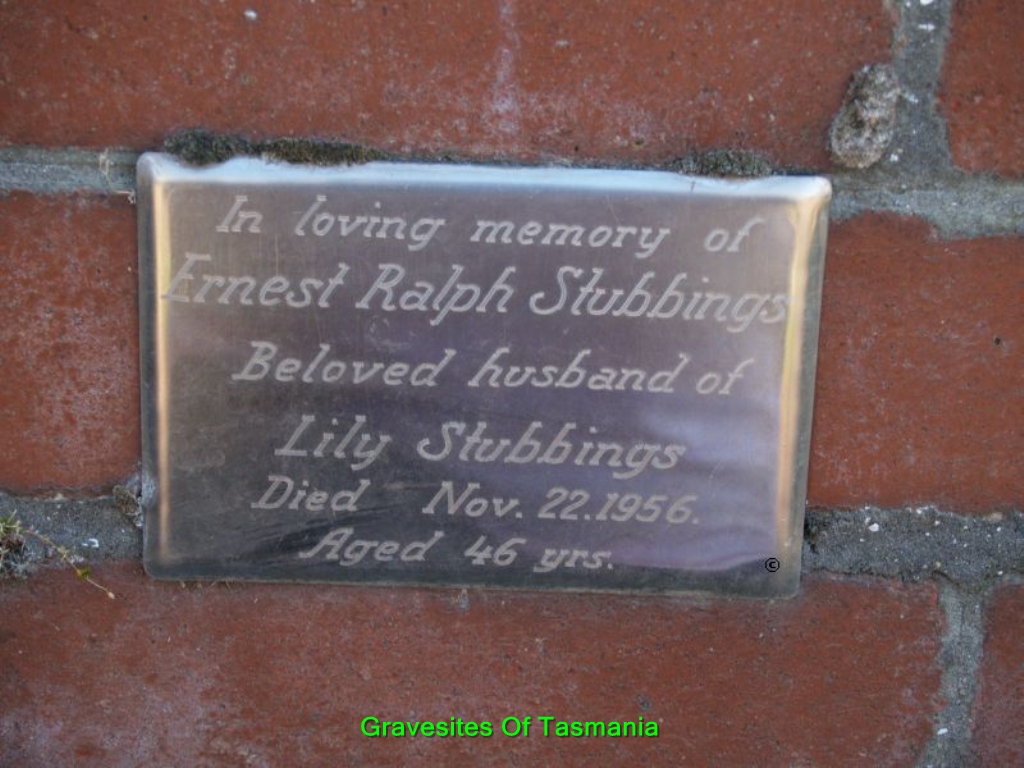 In loving memory of
Ernest Ralph Stubbings
Beloved husband of
Lily Stubbings
Died Nov. 22. 1956.
Aged 46 yrs.
©
Gravesites Of Tasmania